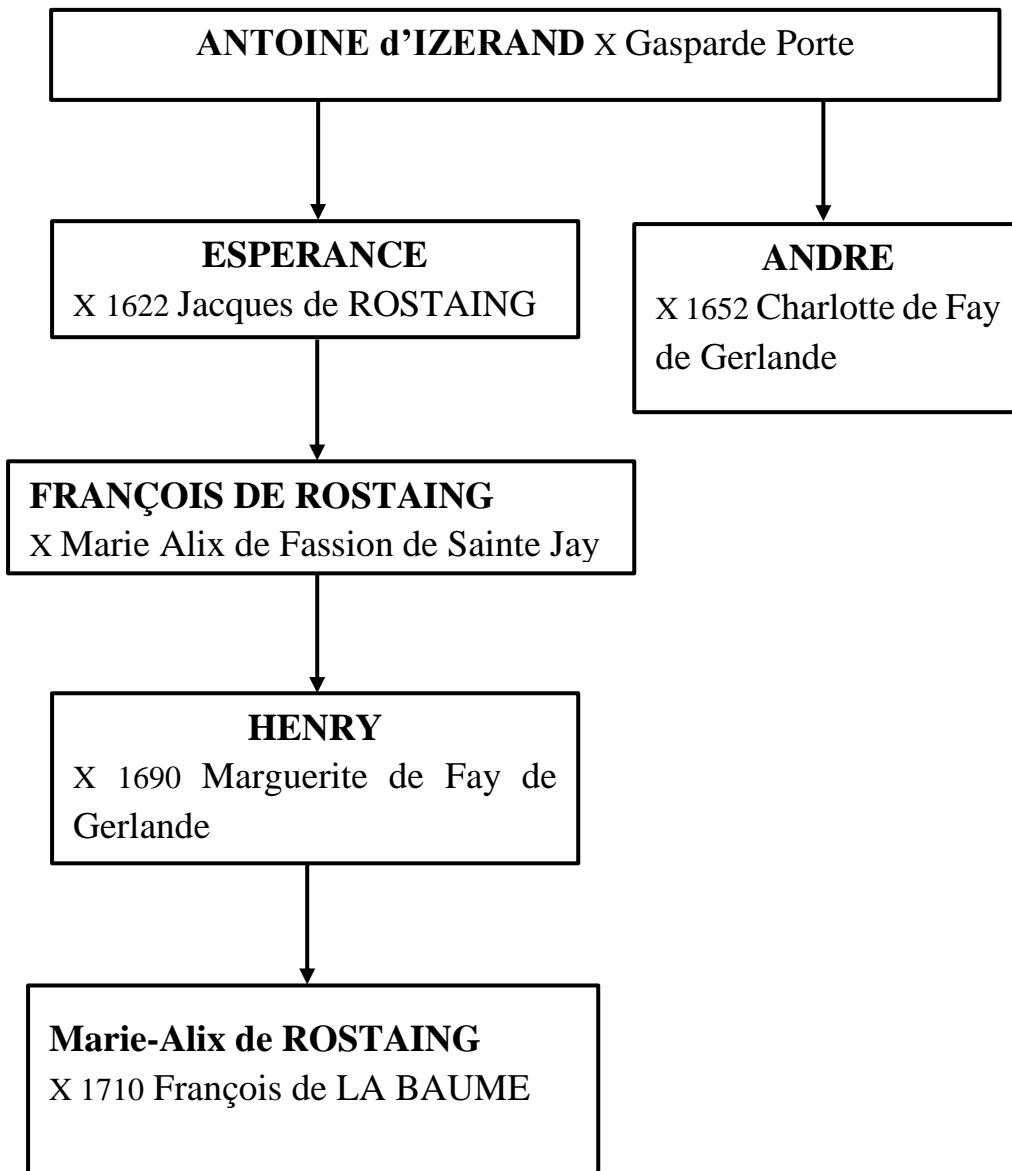 ANTOINE d’IZERAND X Gasparde Porte
ESPERANCE
X 1622 Jacques de ROSTAING
ANDRE
X 1652 Charlotte de Fay
de Gerlande
FRANÇOIS DE ROSTAING
X Marie Alix de Fassion de Sainte Jay
HENRY
X 1690 Marguerite de Fay de
Gerlande
Marie-Alix de ROSTAING
X 1710 François de LA BAUME